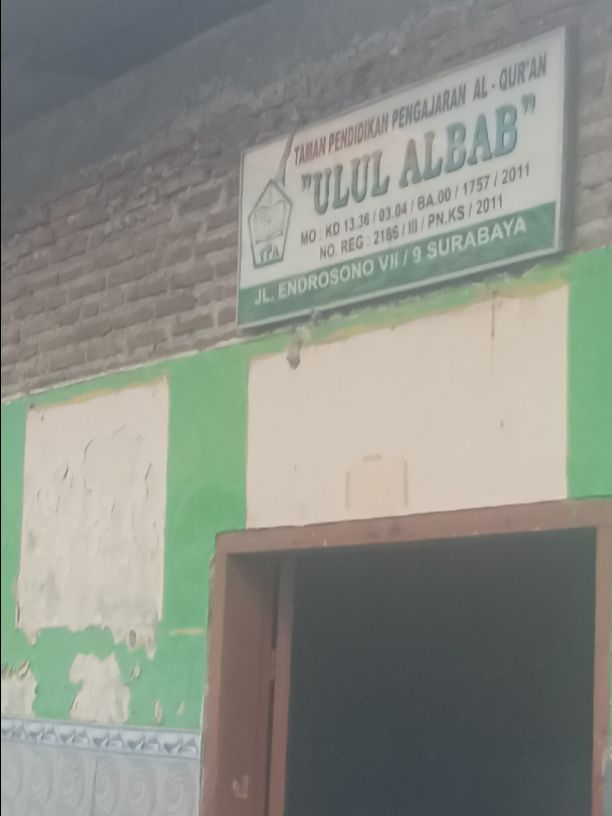 TAMAN PENDIDIKAN PENGAJARAN AL - QUR'AN
"ULUL ALBAB"
MO : KD 13.36 / 03.04 / BA.00 / 1757 / 2011
NO. REG : 2186 / III / PN.KS / 2011
TPA
JL. ENDROSONO VII / 9 SURABAYA